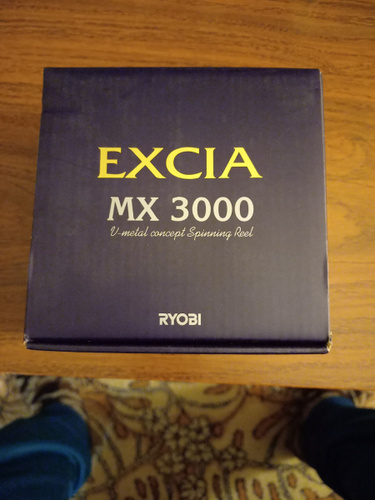 EXCIA
MX 3000
V-metal concept Spinning Reel
RYOBI